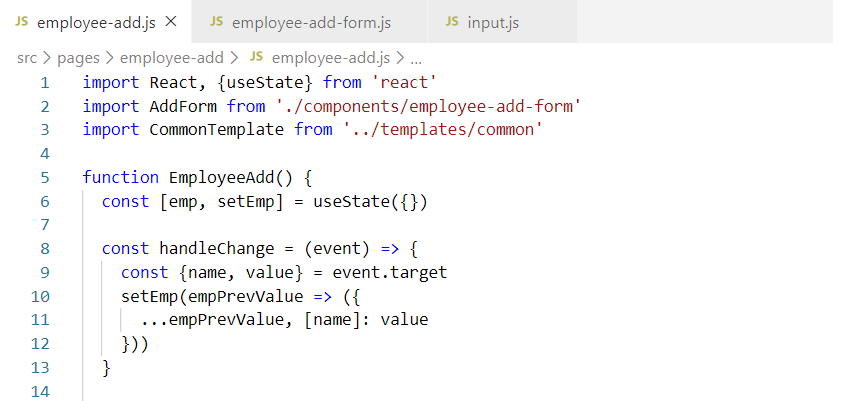 JS employee-add.js × JS employee-add-form.js JS input.js
src > pages > employee-add > JS employee-add.js > ...
1 import React, {useState} from 'react'
2 import AddForm from './components/employee-add-form'
3 import CommonTemplate from '../templates/common'
4
5 function EmployeeAdd() {
6   const [emp, setEmp] = useState({})
7
8   const handleChange = (event) => {
9     const {name, value} = event.target
10     setEmp(empPrevValue => ({
11       ...empPrevValue, [name]: value
12     }))
13   }
14